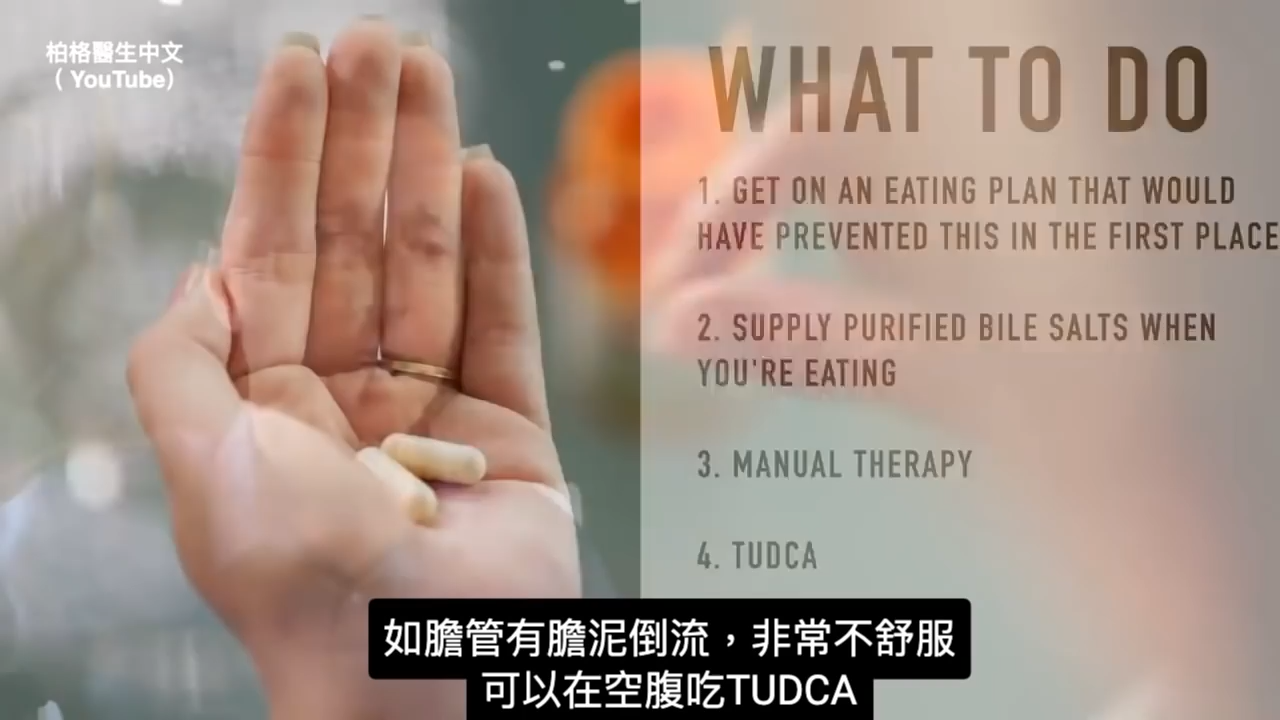 柏格醫生中文
（YouTube）
WHAT TO DO
1. GET ON AN EATING PLAN THAT WOULD
HAVE PREVENTED THIS IN THE FIRST PLACE
2. SUPPLY PURIFIED BILE SALTS WHEN
YOU'RE EATING
3. MANUAL THERAPY
4. TUDCA
如膽管有膽泥倒流，非常不舒服
可以在空腹吃TUDCA